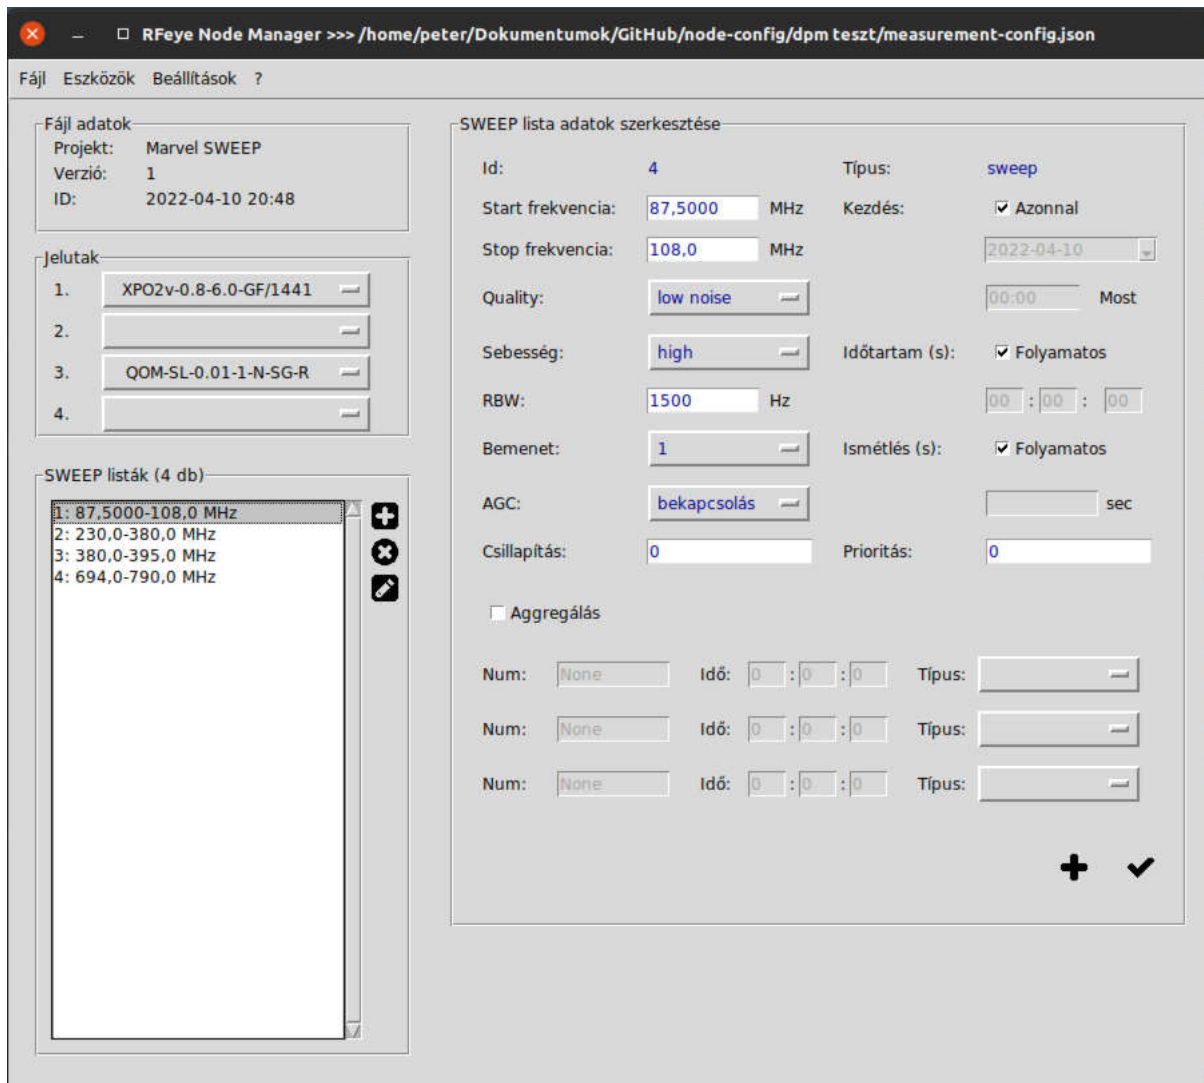 RFeye Node Manager >>> /home/peter/Dokumentumok/GitHub/node-config/dpm teszt/measurement-config.json
Fájl Eszközök Beállítások ?
Fájl adatok
Projekt: Marvel SWEEP
Verzió: 1
ID: 2022-04-10 20:48
Jelutak
1. XPO2v-0.8-6.0-GF/1441
2.
3. QOM-SL-0.01-1-N-SG-R
4.
SWEEP listák (4 db)
1: 87,5000-108,0 MHz
2: 230,0-380,0 MHz
3: 380,0-395,0 MHz
4: 694,0-790,0 MHz
SWEEP lista adatok szerkesztése
Id: 4 Típus: sweep
Start frekvencia: 87,5000 MHz Kezdés: Azonnal
Stop frekvencia: 108,0 MHz 2022-04-10
Quality: low noise 00:00 Most
Sebesség: high Időtartam (s): Folyamatos
RBW: 1500 Hz 00 : 00 : 00
Bemenet: 1 Ismétlés (s): Folyamatos
AGC: bekapcsolás sec
Csillapítás: 0 Prioritás: 0
Aggregálás
Num: None Idő: 0 : 0 : 0 Típus:
Num: None Idő: 0 : 0 : 0 Típus:
Num: None Idő: 0 : 0 : 0 Típus: